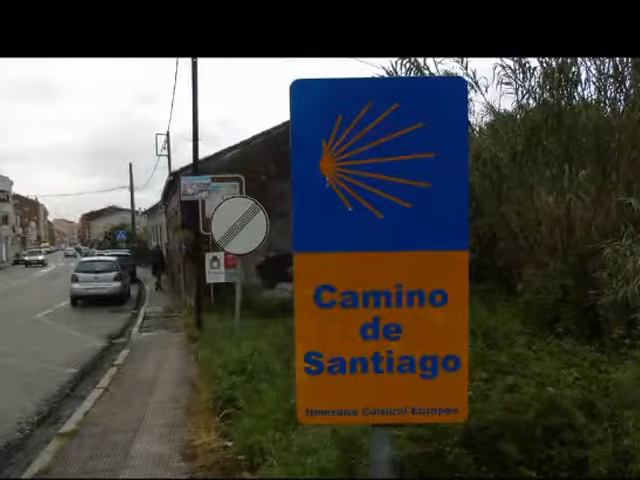 Camino
de
Santiago
Itinerario Cultural Europeo